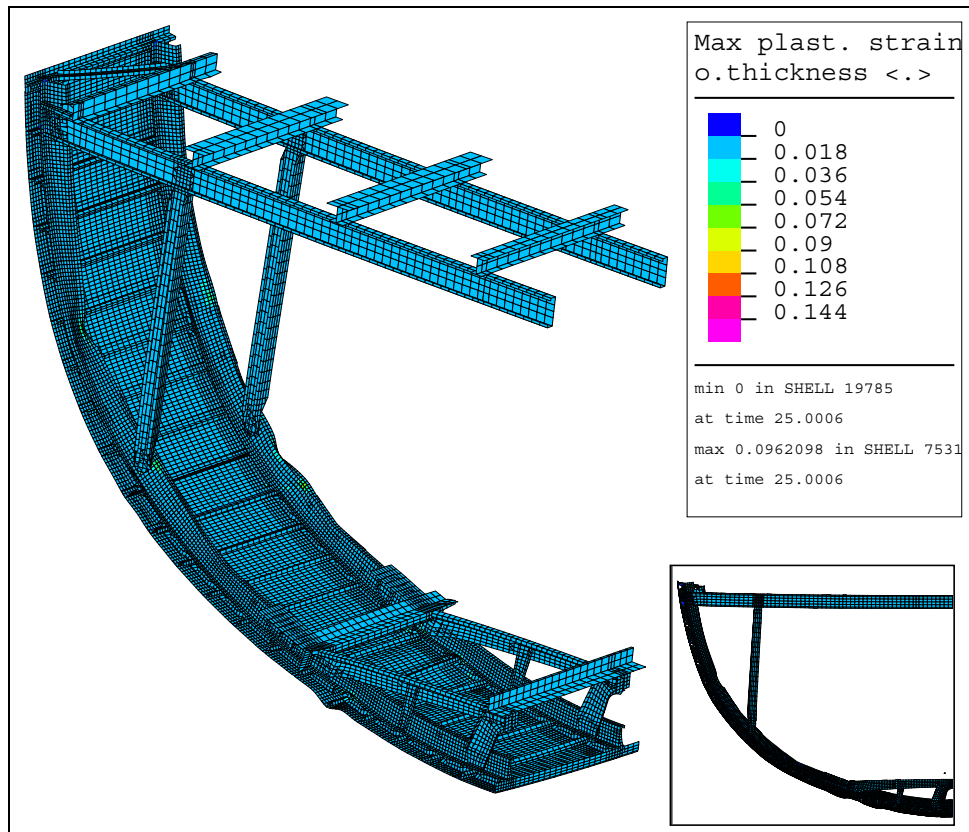 Max plast. strain
o.thickness <.>
0
0.018
0.036
0.054
0.072
0.09
0.108
0.126
0.144
min 0 in SHELL 19785
at time 25.0006
max 0.0962098 in SHELL 7531
at time 25.0006